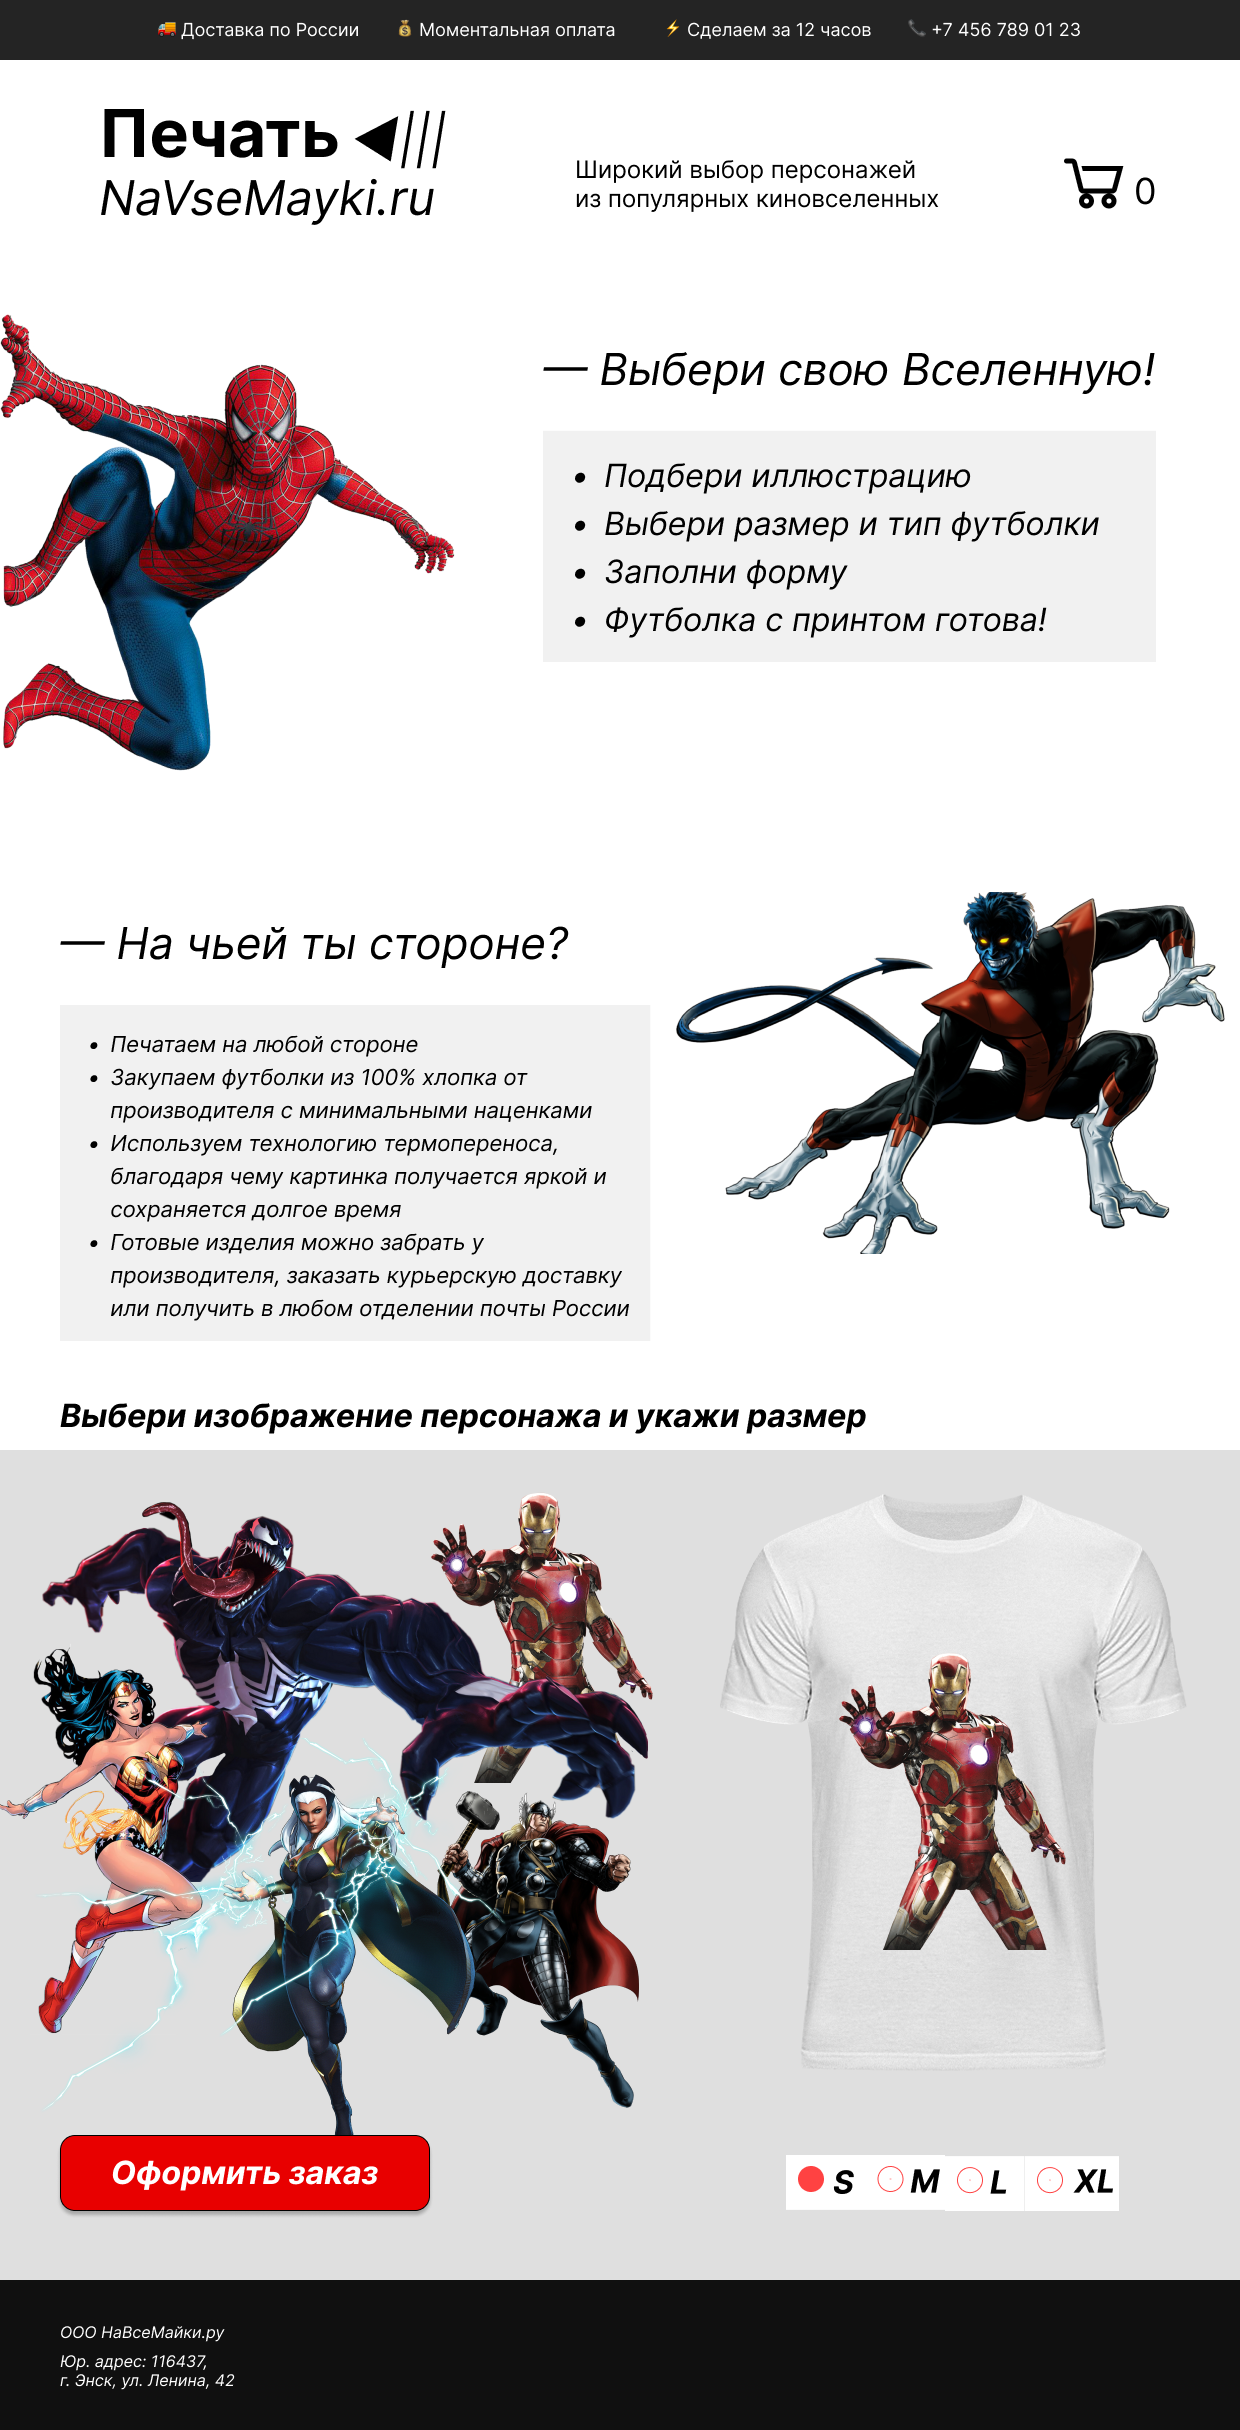 🚚 Доставка по России 💰 Моментальная оплата ⚡ Сделаем за 12 часов 📞 +7 456 789 01 23
Печать
NaVseMayki.ru
Широкий выбор персонажей
из популярных киновселенных
0
— Выбери свою Вселенную!
• Подбери иллюстрацию
• Выбери размер и тип футболки
• Заполни форму
• Футболка с принтом готова!
— На чьей ты стороне?
• Печатаем на любой стороне
• Закупаем футболки из 100% хлопка от
производителя с минимальными наценками
• Используем технологию термопереноса,
благодаря чему картинка получается яркой и
сохраняется долгое время
• Готовые изделия можно забрать у
производителя, заказать курьерскую доставку
или получить в любом отделении почты России
Выбери изображение персонажа и укажи размер
Оформить заказ
S M L XL
ООО НаВсеМайки.ру
Юр. адрес: 116437,
г. Энск, ул. Ленина, 42